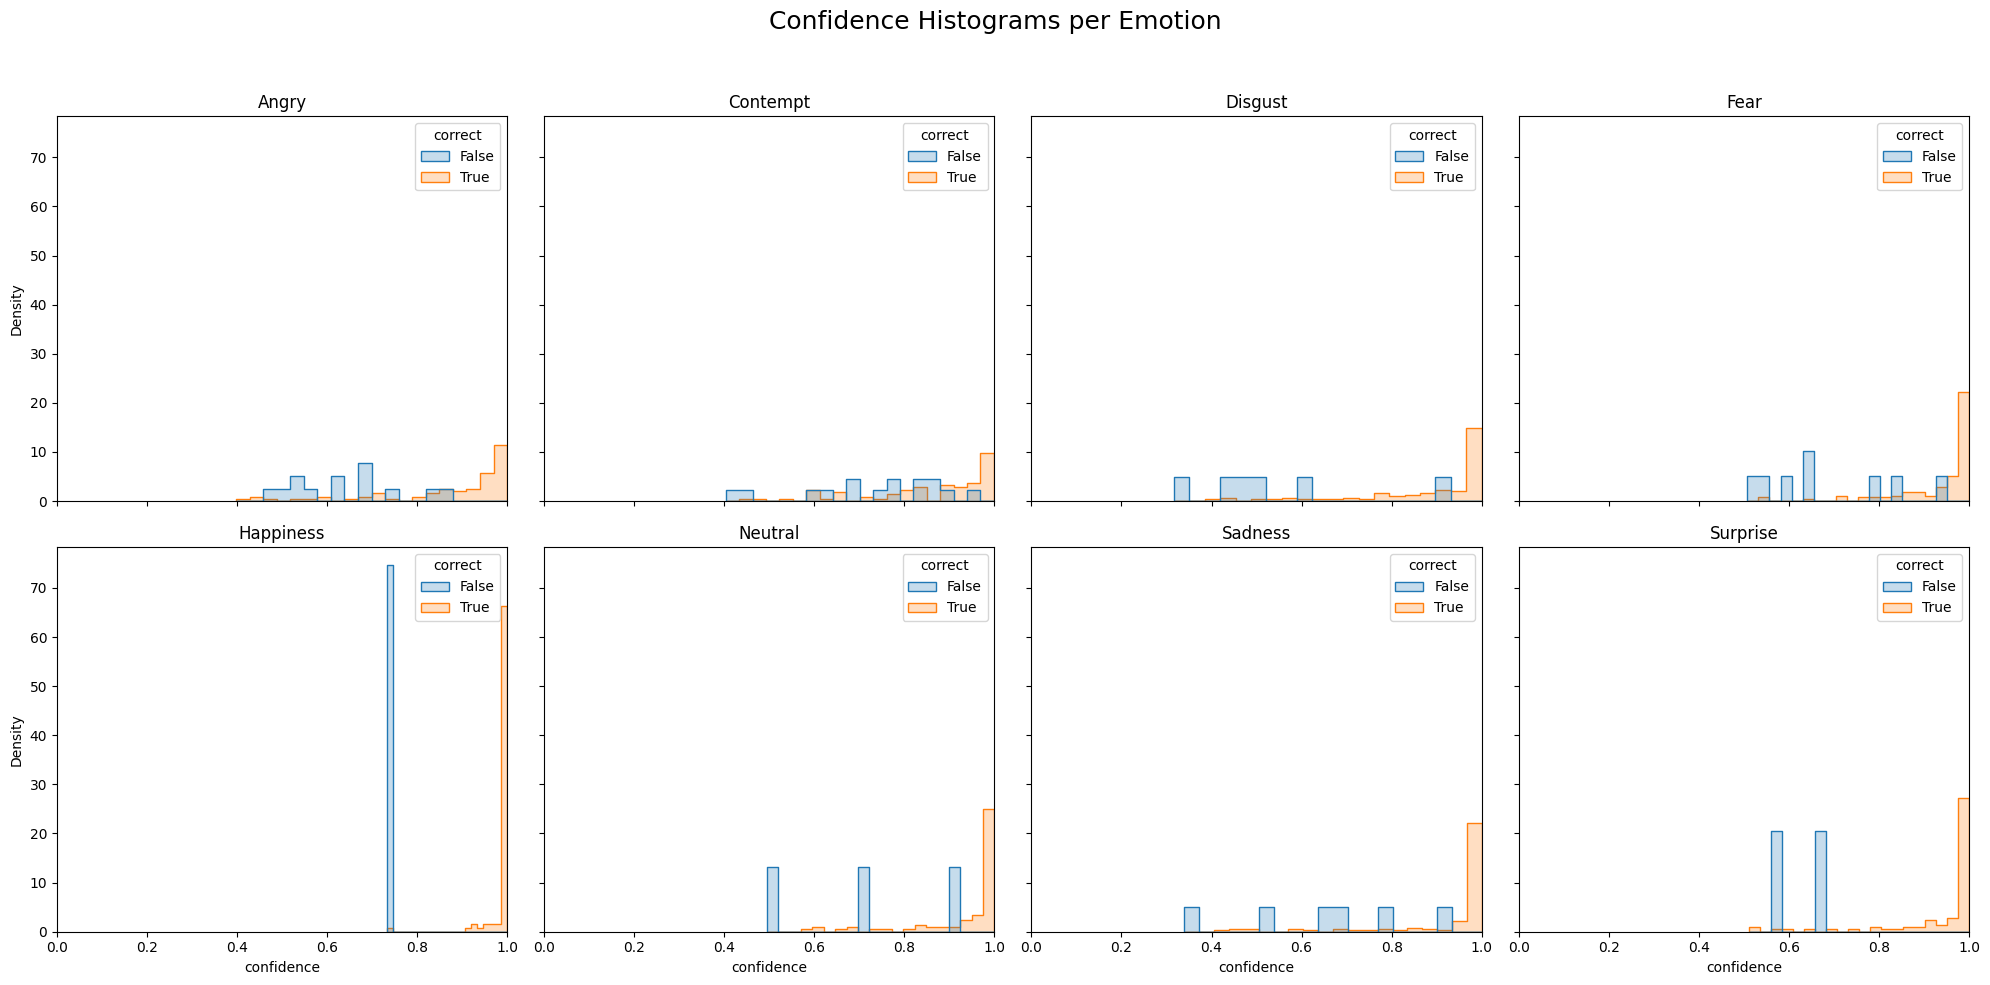 Confidence Histograms per Emotion
Angry
Contempt
Disgust
Fear
correct
False
True
correct
False
True
correct
False
True
correct
False
True
70
60
50
40
30
20
10
0
Density
Happiness
Neutral
Sadness
Surprise
correct
False
True
correct
False
True
correct
False
True
correct
False
True
70
60
50
40
30
20
10
0
Density
0.0 0.2 0.4 0.6 0.8 1.0
0.0 0.2 0.4 0.6 0.8 1.0
0.0 0.2 0.4 0.6 0.8 1.0
0.0 0.2 0.4 0.6 0.8 1.0
confidence
confidence
confidence
confidence